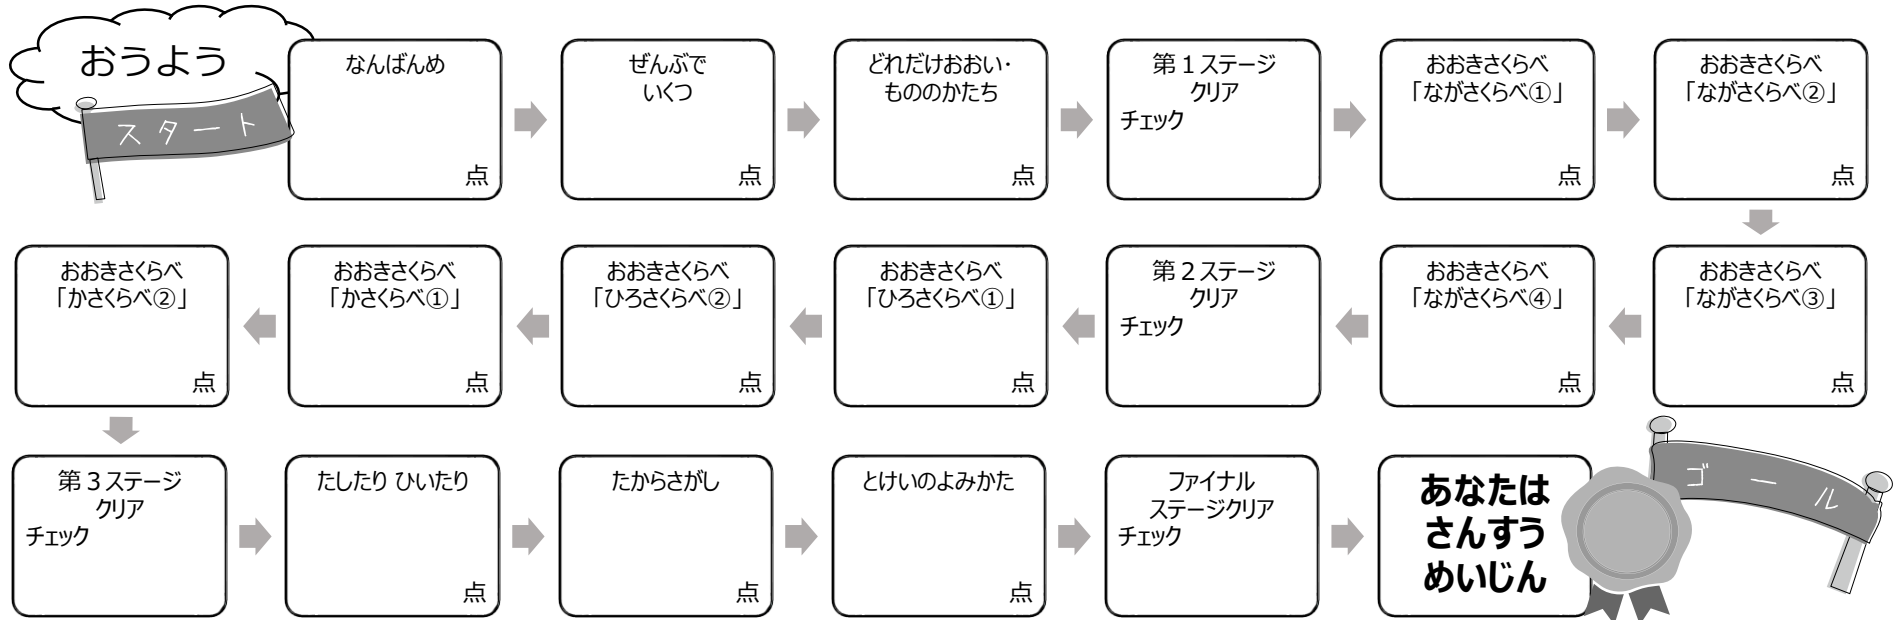 おうよう
スタート
なんばんめ
点
ぜんぶで
いくつ
点
どれだけおおい・
もののかたち
点
第1ステージ
クリア
チェック
おおきさくらべ
「ながさくらべ①」
点
おおきさくらべ
「ながさくらべ②」
点
おおきさくらべ
「ながさくらべ③」
点
おおきさくらべ
「ながさくらべ④」
点
第2ステージ
クリア
チェック
おおきさくらべ
「ひろさくらべ①」
点
おおきさくらべ
「ひろさくらべ②」
点
おおきさくらべ
「かさくらべ①」
点
おおきさくらべ
「かさくらべ②」
点
第3ステージ
クリア
チェック
たしたり ひいたり
点
たからさがし
点
とけいのよみかた
点
ファイナル
ステージクリア
チェック
あなたは
さんすう
めいじん
ゴール